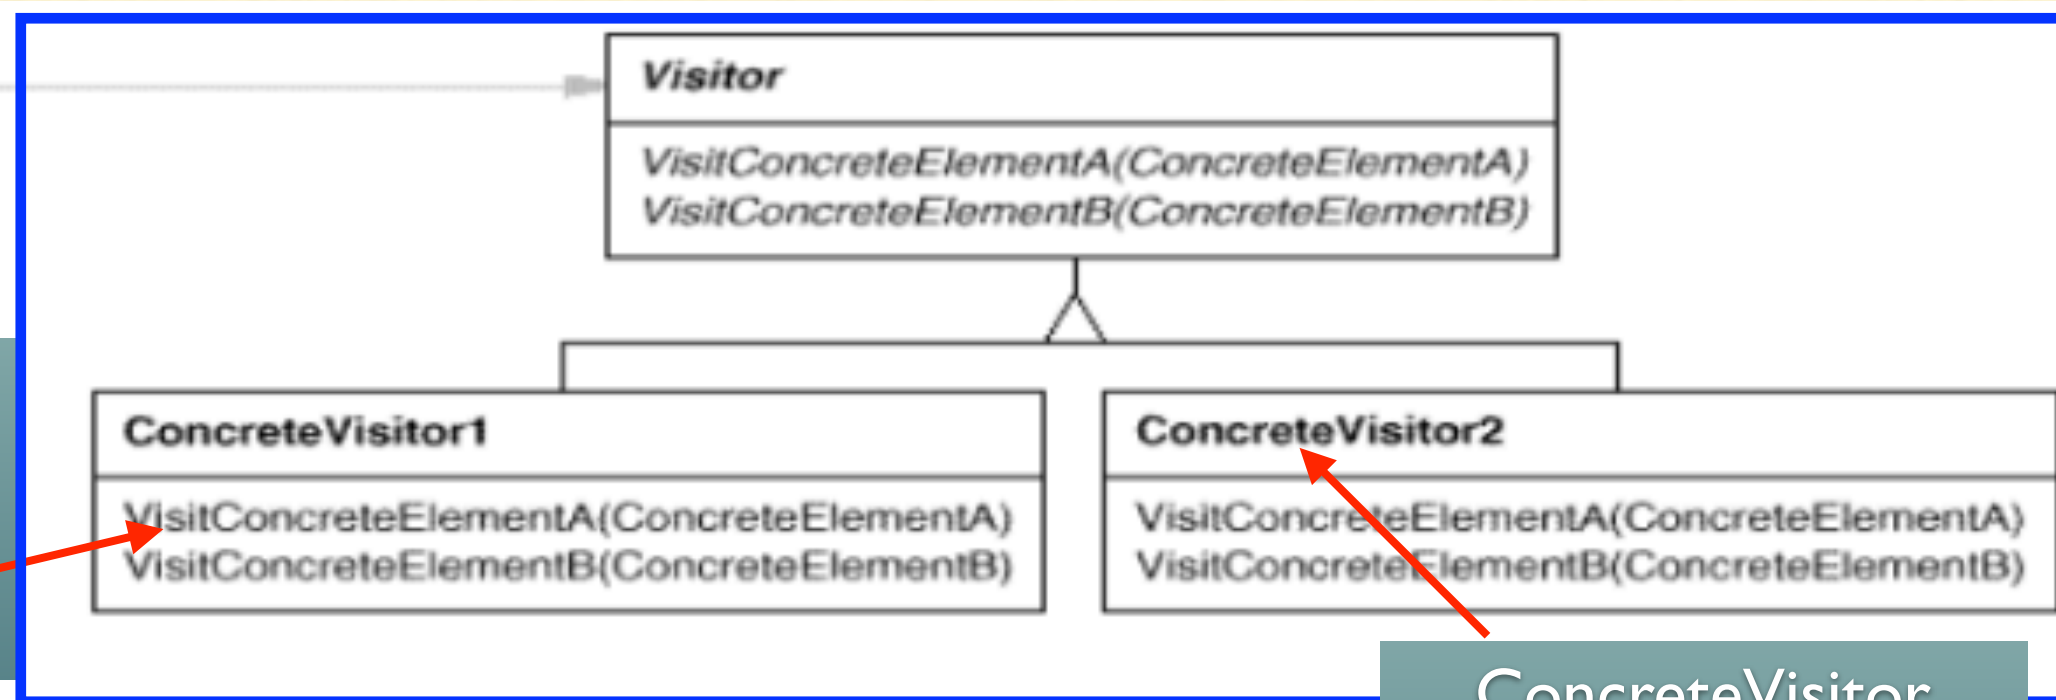 Visitor
VisitConcreteElementA(ConcreteElementA)
VisitConcreteElementB(ConcreteElementB)
ConcreteVisitor1
VisitConcreteElementA(ConcreteElementA)
VisitConcreteElementB(ConcreteElementB)
ConcreteVisitor2
VisitConcreteElementA(ConcreteElementA)
VisitConcreteElementB(ConcreteElementB)
ConcreteVisitor